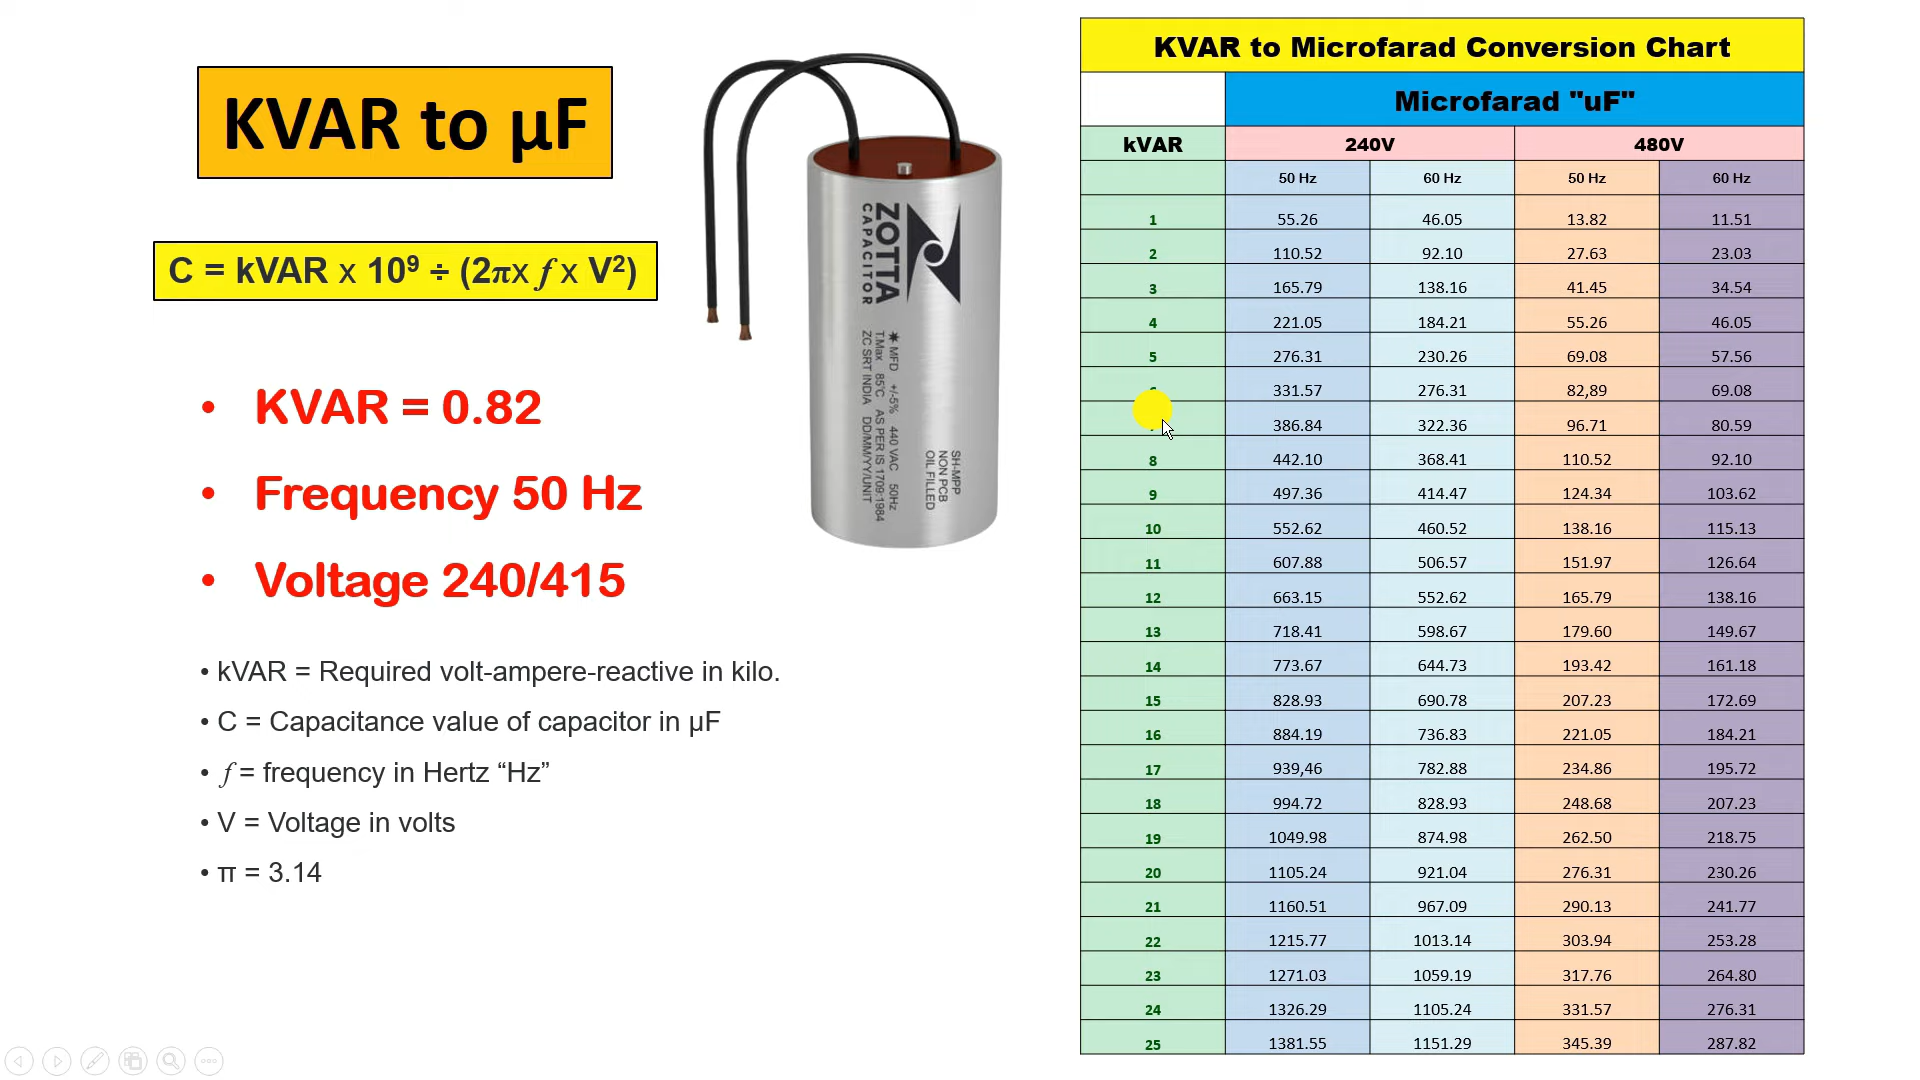 KVAR to µF
C = kVAR x 10⁹ ÷ (2πx f x V²)
• KVAR = 0.82
• Frequency 50 Hz
• Voltage 240/415
• kVAR = Required volt-ampere-reactive in kilo.
• C = Capacitance value of capacitor in µF
• f = frequency in Hertz “Hz”
• V = Voltage in volts
• π = 3.14
ZOTTA
CAPACITOR
MFD +/-5% 440 VAC 50Hz
T.Max 85°C AS PER IS 1709:1984
ZC SRT INDIA DD/MM/YY/UNIT
SH-MPP
NON PCB
OIL FILLED
KVAR to Microfarad Conversion Chart
Microfarad "uF"
kVAR 240V 480V
50 Hz 60 Hz 50 Hz 60 Hz
1 55.26 46.05 13.82 11.51
2 110.52 92.10 27.63 23.03
3 165.79 138.16 41.45 34.54
4 221.05 184.21 55.26 46.05
5 276.31 230.26 69.08 57.56
331.57 276.31 82,89 69.08
386.84 322.36 96.71 80.59
8 442.10 368.41 110.52 92.10
9 497.36 414.47 124.34 103.62
10 552.62 460.52 138.16 115.13
11 607.88 506.57 151.97 126.64
12 663.15 552.62 165.79 138.16
13 718.41 598.67 179.60 149.67
14 773.67 644.73 193.42 161.18
15 828.93 690.78 207.23 172.69
16 884.19 736.83 221.05 184.21
17 939,46 782.88 234.86 195.72
18 994.72 828.93 248.68 207.23
19 1049.98 874.98 262.50 218.75
20 1105.24 921.04 276.31 230.26
21 1160.51 967.09 290.13 241.77
22 1215.77 1013.14 303.94 253.28
23 1271.03 1059.19 317.76 264.80
24 1326.29 1105.24 331.57 276.31
25 1381.55 1151.29 345.39 287.82